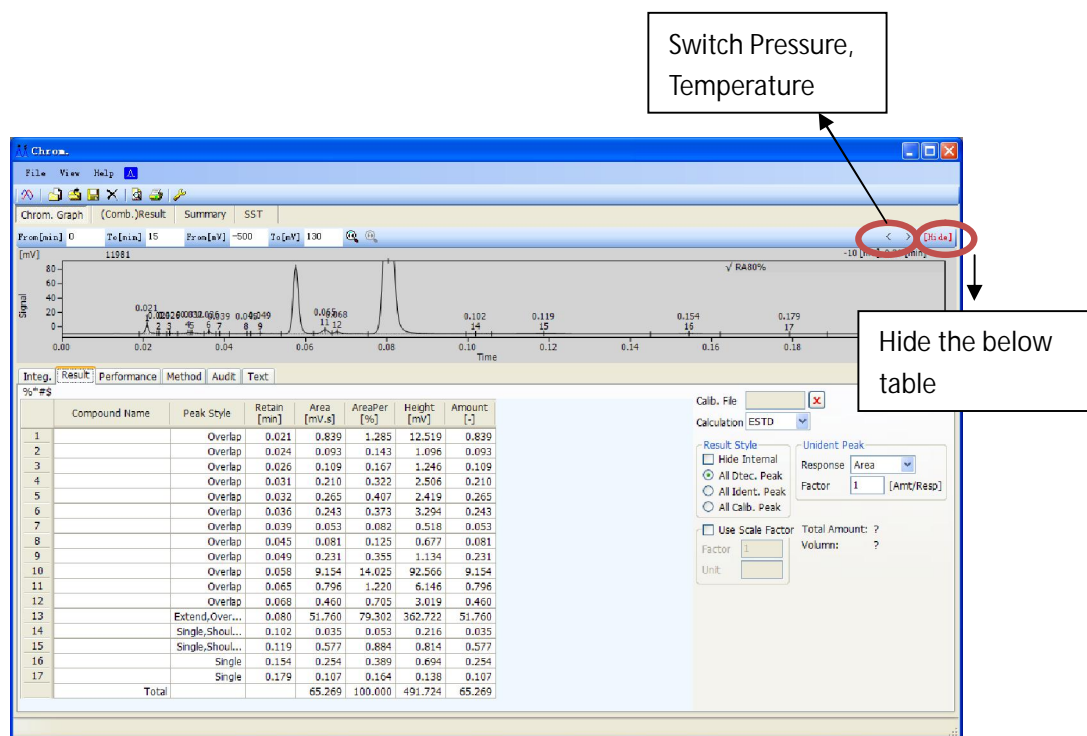 Switch Pressure,
Temperature
Chrom.
File View Help
Chrom. Graph (Comb.)Result Summary SST
From[min] 0 To[min] 15 From[mV] -500 To[mV] 130 < > [Hide]
[mV] 11981
√ RA80%
80
60
40
20
0
Signal
0.021
0.102 0.119 0.154 0.179
1 2 3 6 7 8 9 11 12 14 15 16 17
0.00 0.02 0.04 0.06 0.08 0.10 0.12 0.14 0.16 0.18
Time
Hide the below
table
Integ. Result Performance Method Audit Text
%"#$
Compound Name Peak Style Retain [min] Area [mV.s] AreaPer [%] Height [mV] Amount [-]
1 Overlap 0.021 0.839 1.285 12.519 0.839
2 Overlap 0.024 0.093 0.143 1.096 0.093
3 Overlap 0.026 0.109 0.167 1.246 0.109
4 Overlap 0.031 0.210 0.322 2.506 0.210
5 Overlap 0.032 0.265 0.407 2.419 0.265
6 Overlap 0.036 0.243 0.373 3.294 0.243
7 Overlap 0.039 0.053 0.082 0.518 0.053
8 Overlap 0.045 0.081 0.125 0.677 0.081
9 Overlap 0.049 0.231 0.355 1.134 0.231
10 Overlap 0.058 9.154 14.025 92.566 9.154
11 Overlap 0.065 0.796 1.220 6.146 0.796
12 Overlap 0.068 0.460 0.705 3.019 0.460
13 Extend,Over... 0.080 51.760 79.302 362.722 51.760
14 Single,Shoul... 0.102 0.035 0.053 0.216 0.035
15 Single,Shoul... 0.119 0.577 0.884 0.814 0.577
16 Single 0.154 0.254 0.389 0.694 0.254
17 Single 0.179 0.107 0.164 0.138 0.107
Total 65.269 100.000 491.724 65.269
Calib. File
Calculation ESTD
Result Style
Hide Internal
All Dtec. Peak
All Ident. Peak
All Calib. Peak
Unident Peak
Response Area
Factor 1 [Amt/Resp]
Use Scale Factor
Factor 1
Unit
Total Amount: ?
Volumn: ?